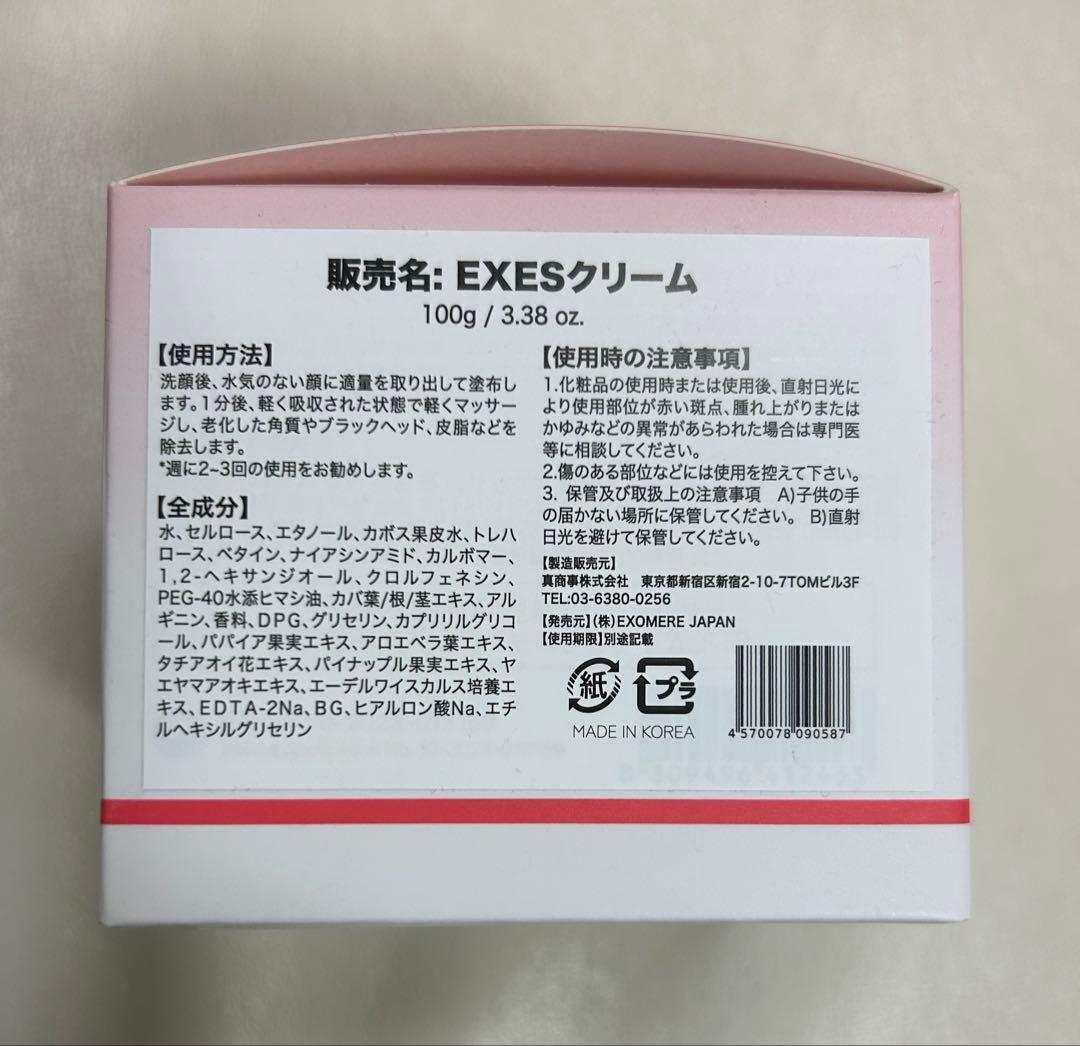 販売名: EXESクリーム
100g / 3.38 oz.
【使用方法】
洗顔後、水気のない顔に適量を取り出して塗布し
ます。1分後、軽く吸収された状態で軽くマッサー
ジし、老化した角質やブラックヘッド、皮脂などを
除去します。
*週に2~3回の使用をお勧めします。
【全成分】
水、セルロース、エタノール、カボス果皮水、トレハ
ロース、ベタイン、ナイアシンアミド、カルボマー、
1,2-ヘキサンジオール、クロルフェネシン、
PEG-40水添ヒマシ油、カバ葉/根/茎エキス、アル
ギニン、香料、DPG、グリセリン、カプリリルグリコ
ール、パパイア果実エキス、アロエベラ葉エキス、
タチアオイ花エキス、パイナップル果実エキス、ヤ
エヤマアオキエキス、エーデルワイスカルス培養エ
キス、EDTA-2Na、BG、ヒアルロン酸Na、エチ
ルヘキシルグリセリン
【使用時の注意事項】
1.化粧品の使用時または使用後、直射日光に
より使用部位が赤い斑点、腫れ上がりまたは
かゆみなどの異常があらわれた場合は専門医
等に相談してください。
2.傷のある部位などには使用を控えて下さい。
3. 保管及び取扱上の注意事項 A)子供の手
の届かない場所に保管してください。 B)直射
日光を避けて保管してください。
【製造販売元】
真商事株式会社 東京都新宿区新宿2-10-7TOMビル3F
TEL:03-6380-0256
【発売元】(株)EXOMERE JAPAN
【使用期限】別途記載
紙 プラ
MADE IN KOREA
4 570078 090587